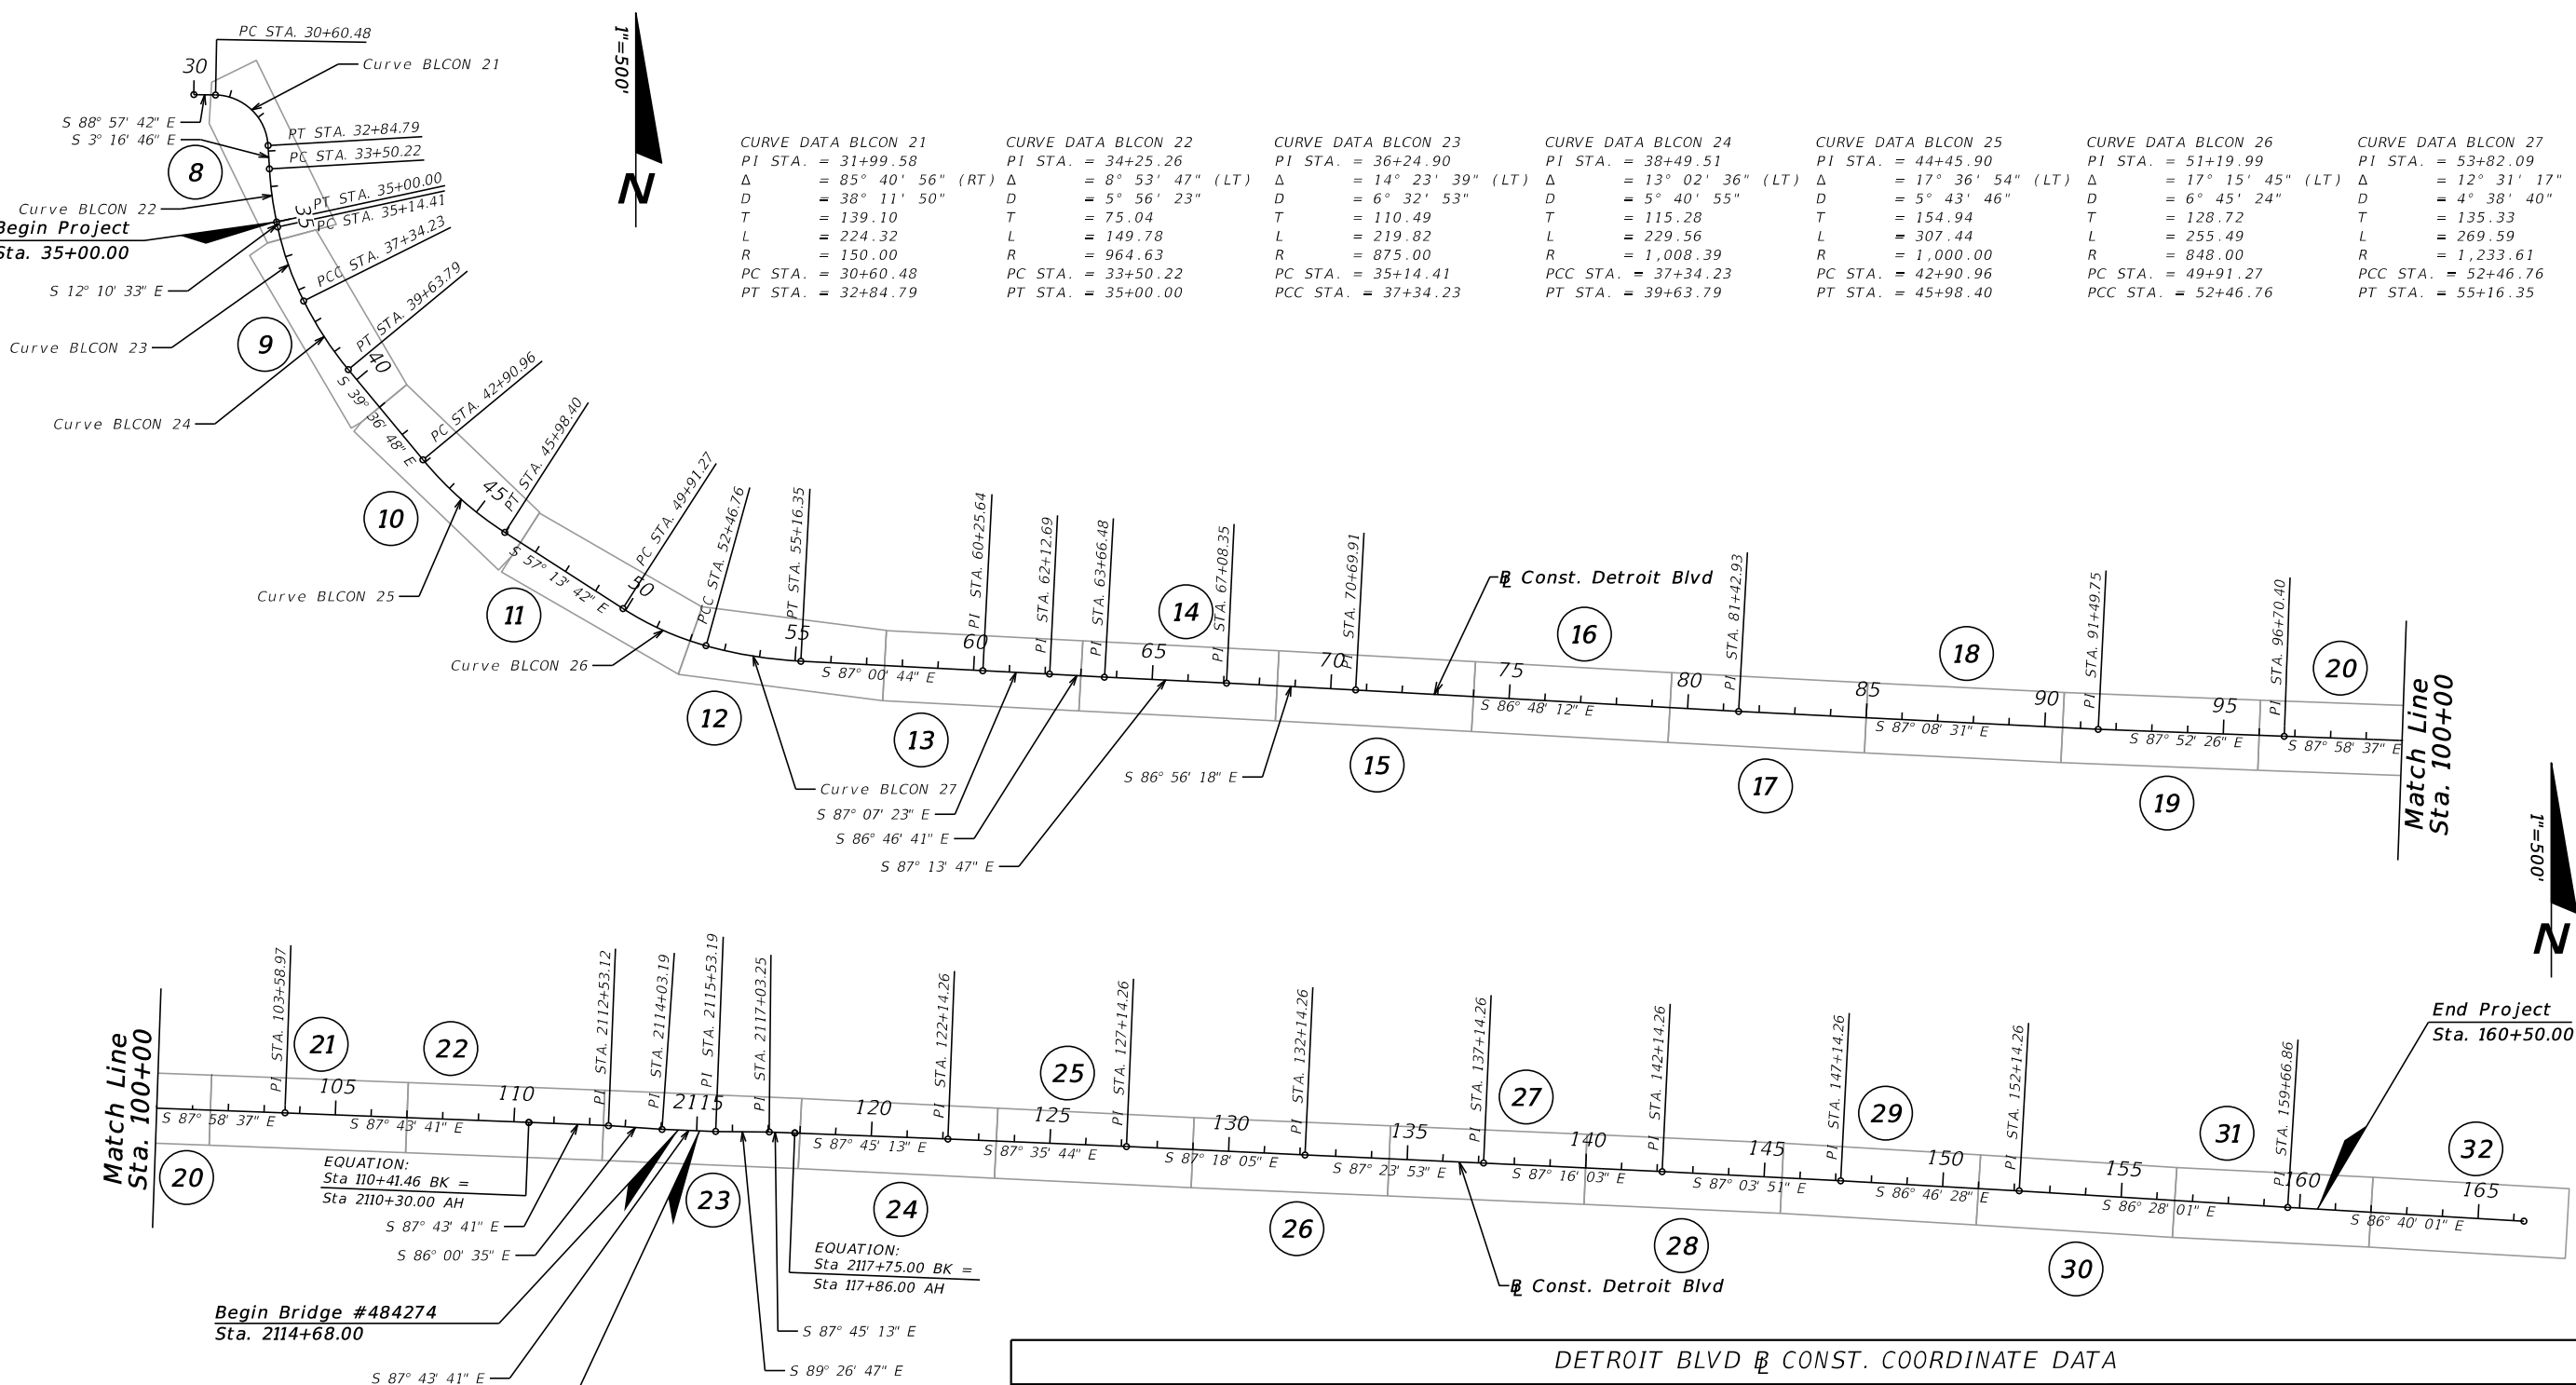 PC STA. 30+60.48
30
Curve BLCON 21
S 88° 57' 42" E
S 3° 16' 46" E
8
PT STA. 32+84.79
PC STA. 33+50.22
Curve BLCON 22
PT STA. 35+00.00
35
PC STA. 35+14.41
Begin Project
Sta. 35+00.00
S 12° 10' 33" E
PCC STA. 37+34.23
9
Curve BLCON 23
PT STA. 39+63.79
40
Curve BLCON 24
S 39° 36' 48" E
PC STA. 42+90.96
10
45
PT STA. 45+98.40
Curve BLCON 25
S 57° 13' 42" E
11
50
PC STA. 49+91.27
Curve BLCON 26
PCC STA. 52+46.76
12
1"=500'
N
CURVE DATA BLCON 21
PI STA. = 31+99.58
Δ = 85° 40' 56" (RT)
D = 38° 11' 50"
T = 139.10
L = 224.32
R = 150.00
PC STA. = 30+60.48
PT STA. = 32+84.79
CURVE DATA BLCON 22
PI STA. = 34+25.26
Δ = 8° 53' 47" (LT)
D = 5° 56' 23"
T = 75.04
L = 149.78
R = 964.63
PC STA. = 33+50.22
PT STA. = 35+00.00
CURVE DATA BLCON 23
PI STA. = 36+24.90
Δ = 14° 23' 39" (LT)
D = 6° 32' 53"
T = 110.49
L = 219.82
R = 875.00
PC STA. = 35+14.41
PCC STA. = 37+34.23
CURVE DATA BLCON 24
PI STA. = 38+49.51
Δ = 13° 02' 36" (LT)
D = 5° 40' 55"
T = 115.28
L = 229.56
R = 1,008.39
PCC STA. = 37+34.23
PT STA. = 39+63.79
CURVE DATA BLCON 25
PI STA. = 44+45.90
Δ = 17° 36' 54" (LT)
D = 5° 43' 46"
T = 154.94
L = 307.44
R = 1,000.00
PC STA. = 42+90.96
PT STA. = 45+98.40
CURVE DATA BLCON 26
PI STA. = 51+19.99
Δ = 17° 15' 45" (LT)
D = 6° 45' 24"
T = 128.72
L = 255.49
R = 848.00
PC STA. = 49+91.27
PCC STA. = 52+46.76
CURVE DATA BLCON 27
PI STA. = 53+82.09
Δ = 12° 31' 17"
D = 4° 38' 40"
T = 135.33
L = 269.59
R = 1,233.61
PCC STA. = 52+46.76
PT STA. = 55+16.35
PT STA. 55+16.35
55
S 87° 00' 44" E
13
Curve BLCON 27
PI STA. 60+25.64
60
S 87° 07' 23" E
PI STA. 62+12.69
S 86° 46' 41" E
PI STA. 63+66.48
65
14
S 87° 13' 47" E
PI STA. 67+08.35
S 86° 56' 18" E
70
PI STA. 70+69.91
15
℄ Const. Detroit Blvd
75
S 86° 48' 12" E
16
80
PI STA. 81+42.93
17
85
S 87° 08' 31" E
18
90
PI STA. 91+49.75
19
95
S 87° 52' 26" E
PI STA. 96+70.40
20
S 87° 58' 37" E
Match Line
Sta. 100+00
1"=500'
N
Match Line
Sta. 100+00
20
S 87° 58' 37" E
PI STA. 103+58.97
21
105
S 87° 43' 41" E
22
110
EQUATION:
Sta 110+41.46 BK =
Sta 2110+30.00 AH
S 87° 43' 41" E
PI STA. 2112+53.12
S 86° 00' 35" E
PI STA. 2114+03.19
2115
PI STA. 2115+53.19
Begin Bridge #484274
Sta. 2114+68.00
S 87° 43' 41" E
23
PI STA. 2117+03.25
S 87° 45' 13" E
S 89° 26' 47" E
EQUATION:
Sta 2117+75.00 BK =
Sta 117+86.00 AH
24
120
S 87° 45' 13" E
PI STA. 122+14.26
25
125
S 87° 35' 44" E
PI STA. 127+14.26
26
130
S 87° 18' 05" E
PI STA. 132+14.26
135
S 87° 23' 53" E
PI STA. 137+14.26
27
℄ Const. Detroit Blvd
140
S 87° 16' 03" E
28
PI STA. 142+14.26
145
S 87° 03' 51" E
PI STA. 147+14.26
29
150
S 86° 46' 28" E
30
PI STA. 152+14.26
155
S 86° 28' 01" E
31
PI STA. 159+66.86
160
End Project
Sta. 160+50.00
S 86° 40' 01" E
32
165
DETROIT BLVD ℄ CONST. COORDINATE DATA